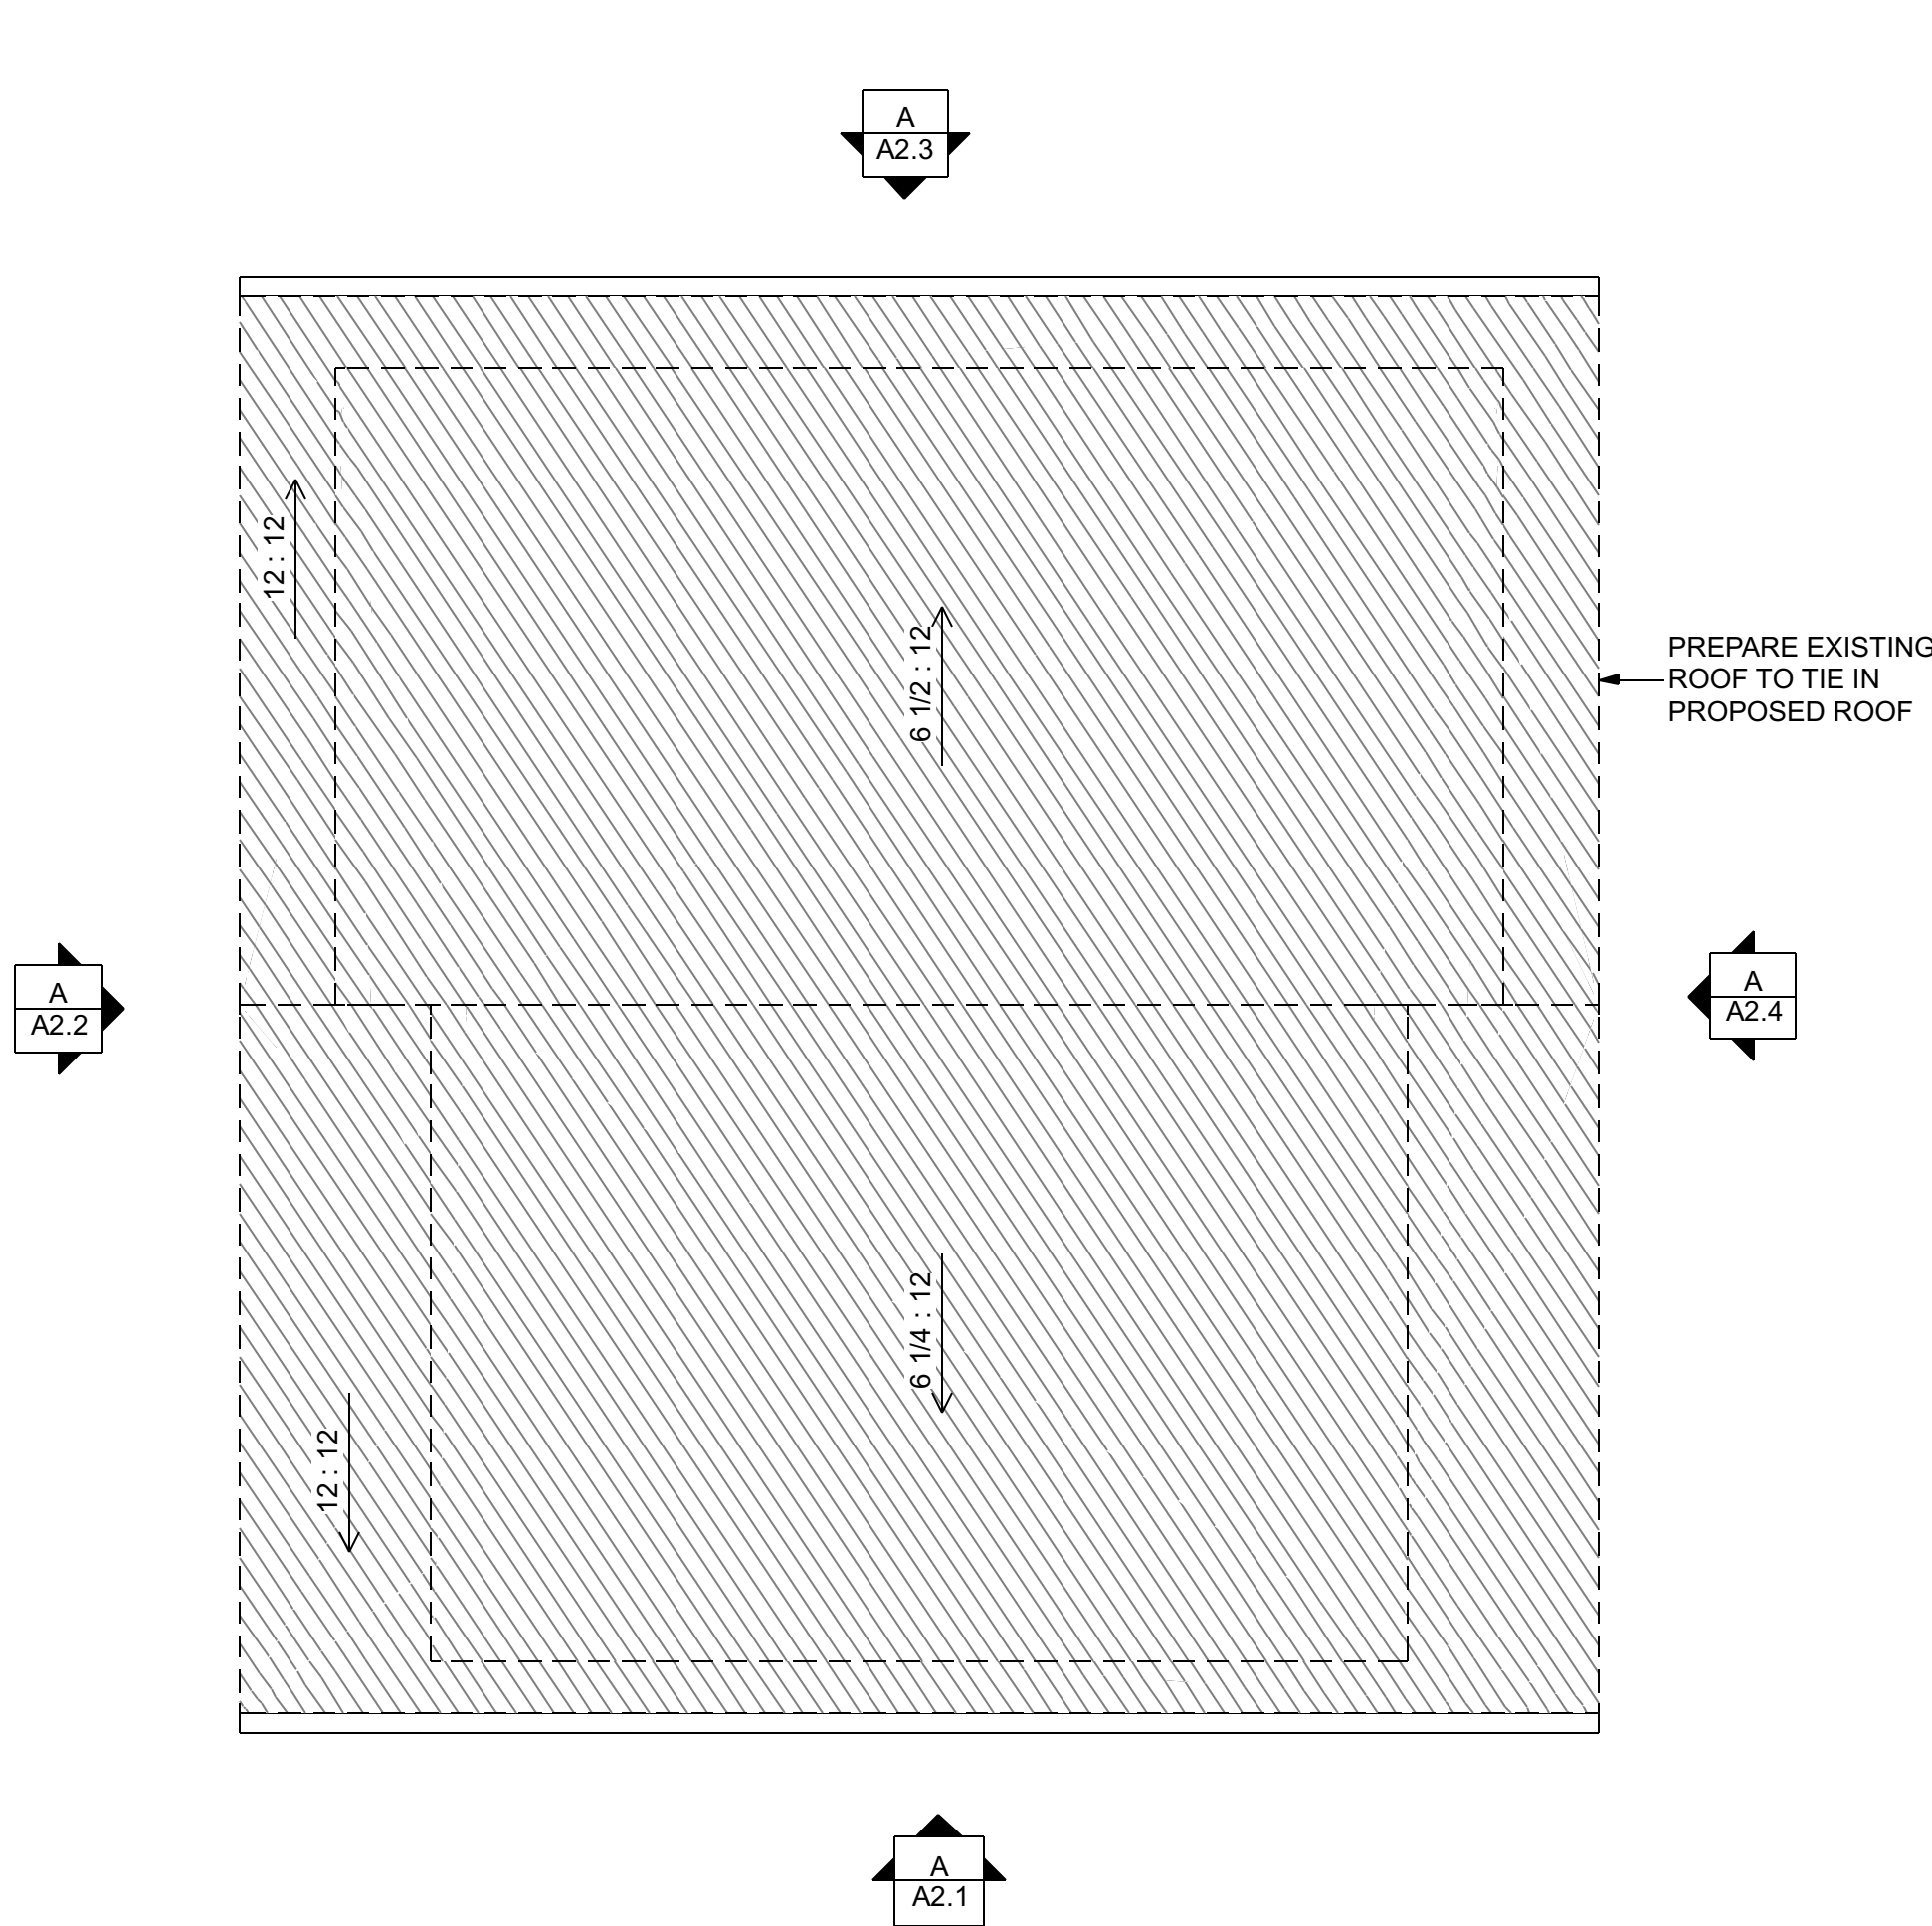 A
A2.3
12 : 12
6 1/2 : 12
PREPARE EXISTING
ROOF TO TIE IN
PROPOSED ROOF
A
A2.2
A
A2.4
6 1/4 : 12
12 : 12
A
A2.1